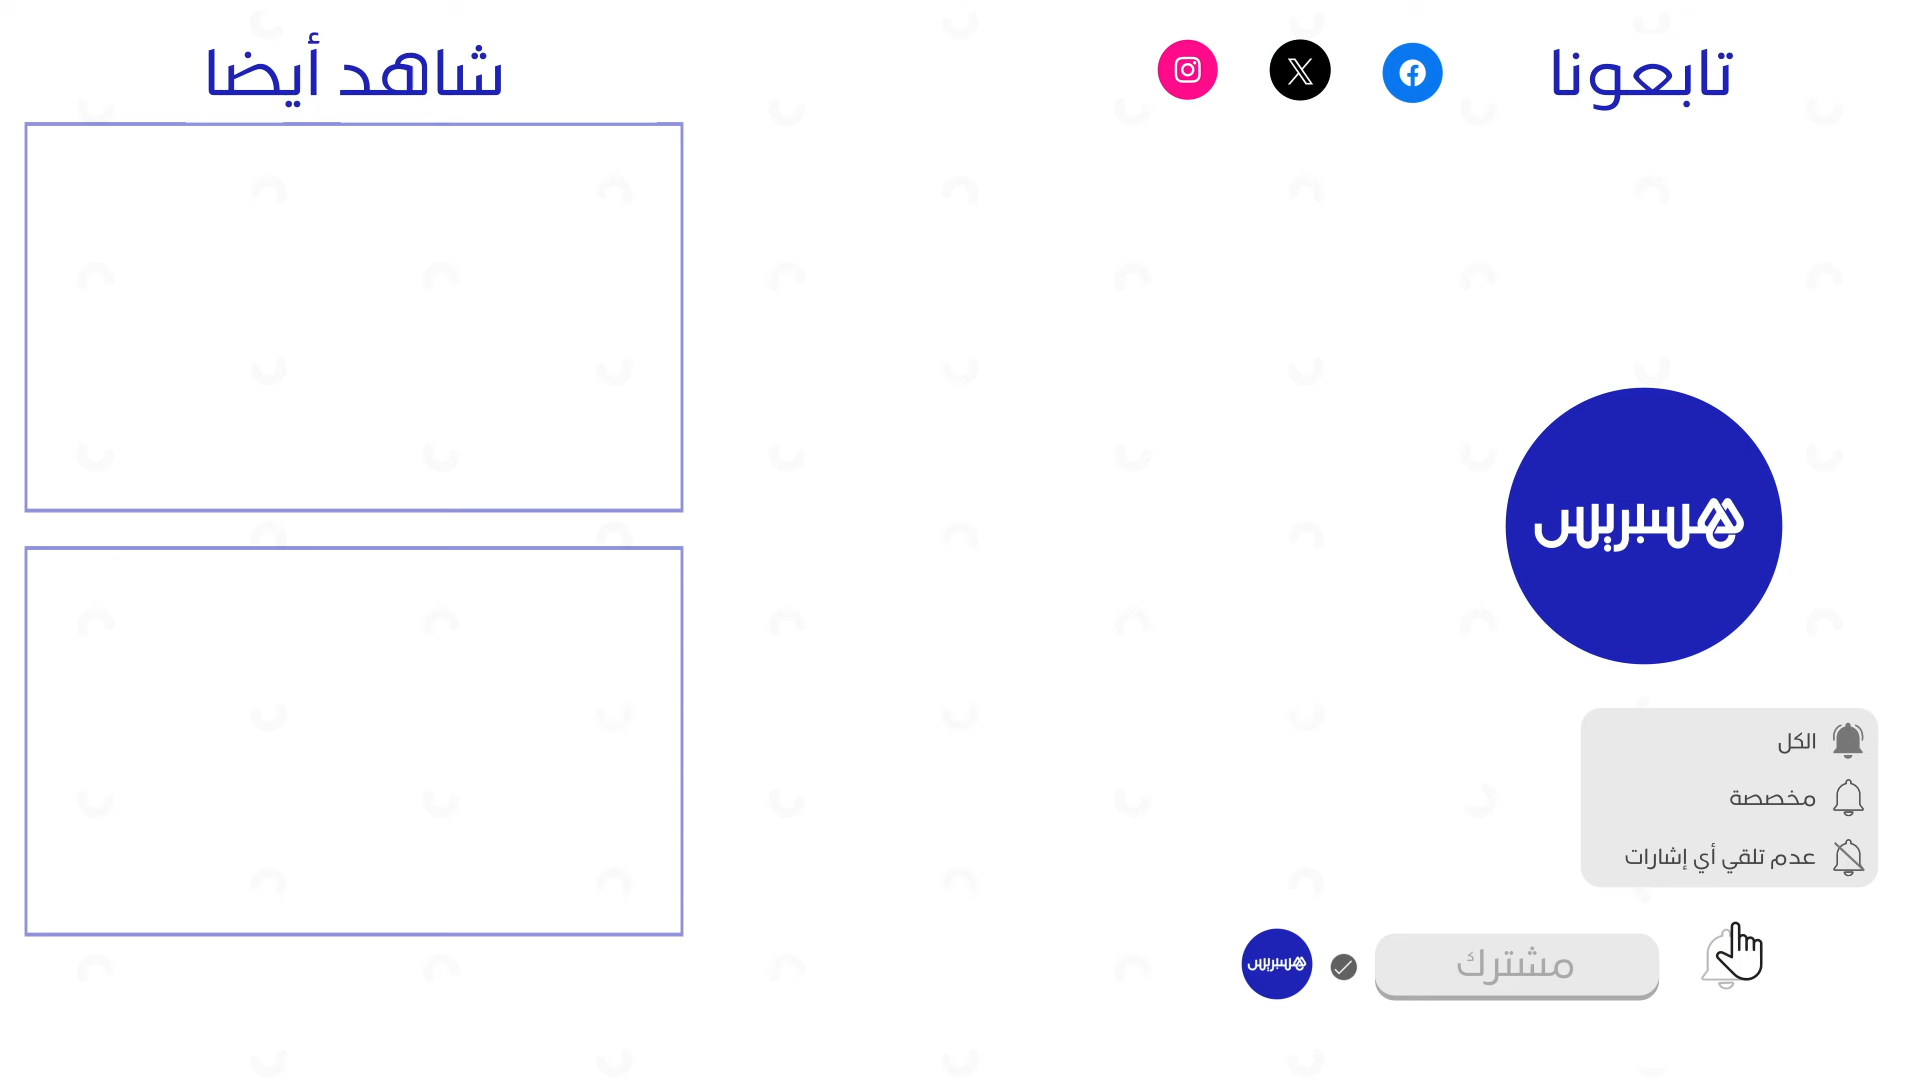 تابعونا
شاهد أيضا
هسبريس
الكل
مخصصة
عدم تلقي أي إشارات
مشترك
هسبريس